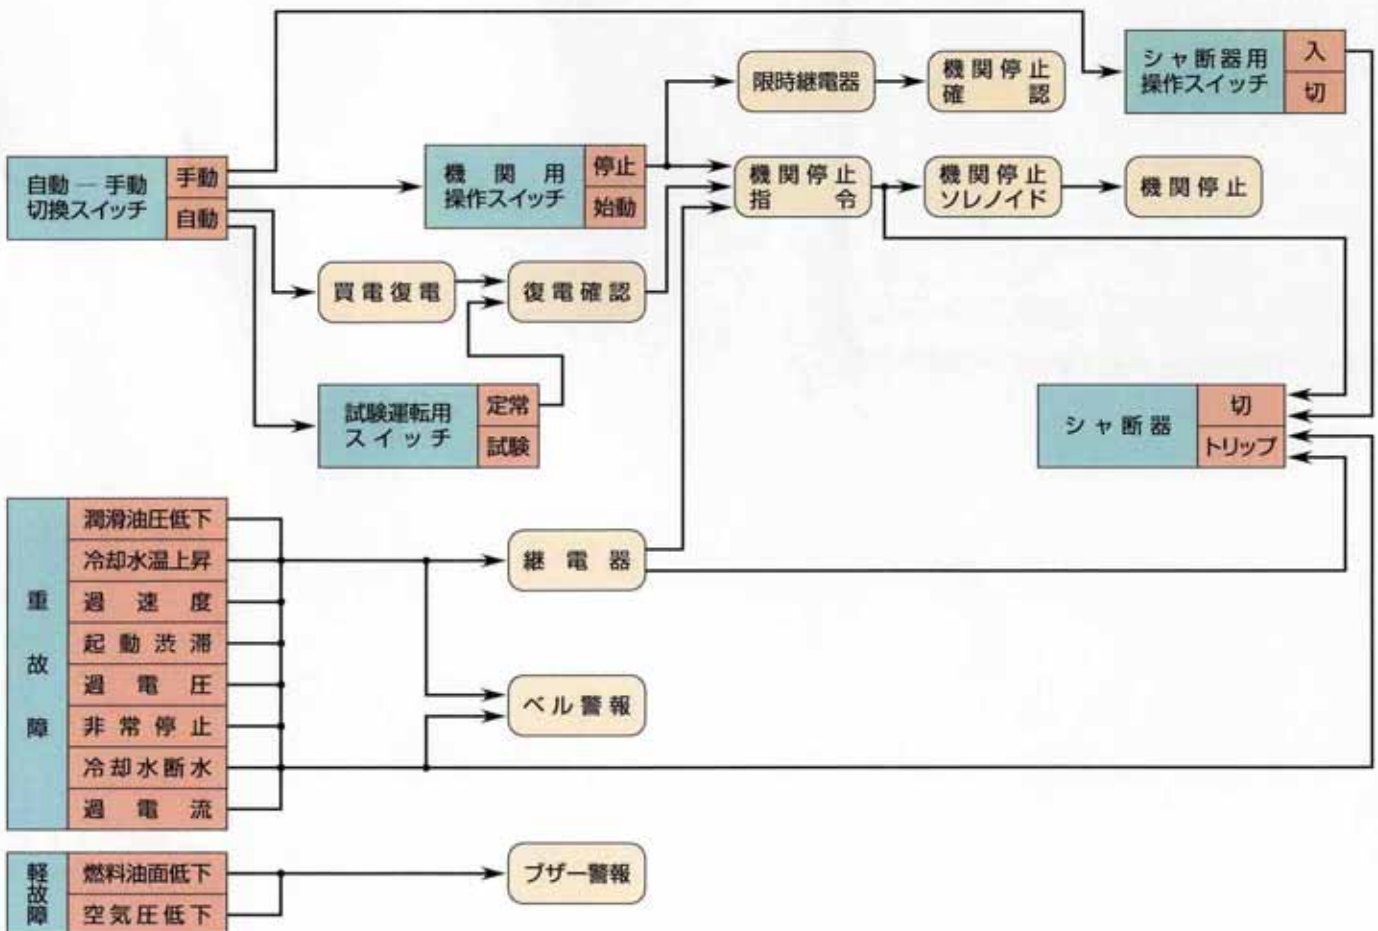 自動―手動
切換スイッチ
手動
自動
機関用
操作スイッチ
停止
始動
限時継電器
機関停止
確認
シャ断器用
操作スイッチ
入
切
機関停止
指令
機関停止
ソレノイド
機関停止
買電復電
復電確認
試験運転用
スイッチ
定常
試験
シャ断器
切
トリップ
重故障
潤滑油圧低下
冷却水温上昇
過速度
起動渋滞
過電圧
非常停止
冷却水断水
過電流
継電器
ベル警報
軽故障
燃料油面低下
空気圧低下
ブザー警報